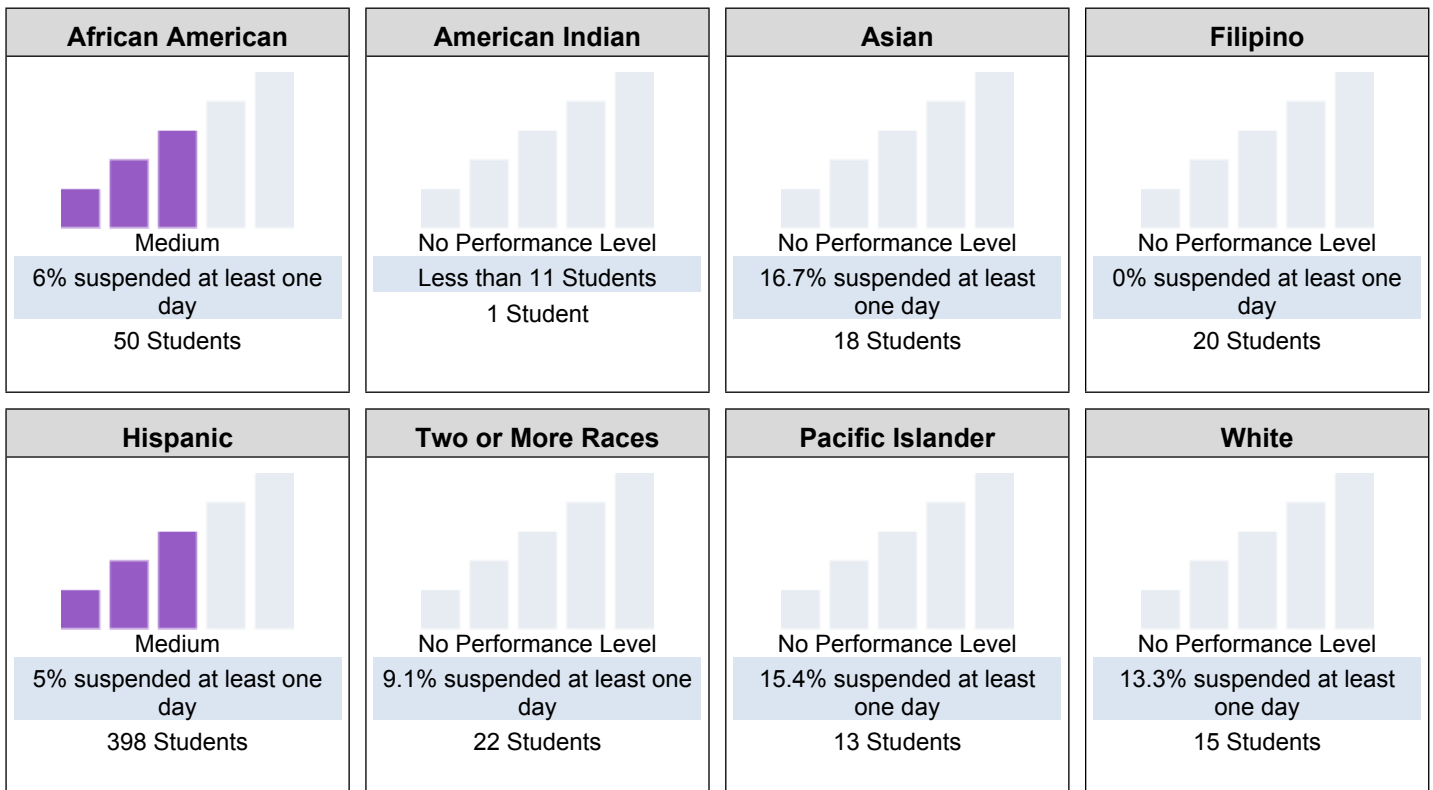 African American
Medium
6% suspended at least one
day
50 Students
American Indian
No Performance Level
Less than 11 Students
1 Student
Asian
No Performance Level
16.7% suspended at least
one day
18 Students
Filipino
No Performance Level
0% suspended at least one
day
20 Students
Hispanic
Medium
5% suspended at least one
day
398 Students
Two or More Races
No Performance Level
9.1% suspended at least one
day
22 Students
Pacific Islander
No Performance Level
15.4% suspended at least
one day
13 Students
White
No Performance Level
13.3% suspended at least
one day
15 Students